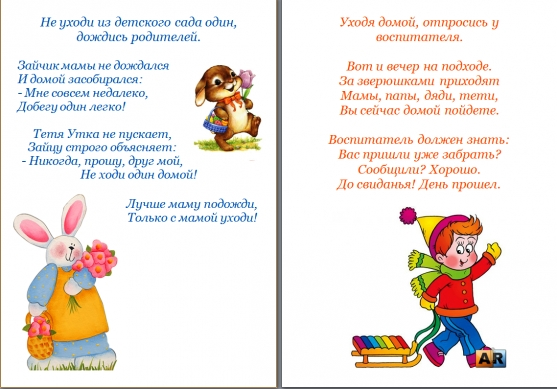 Не уходи из детского сада один,
дождись родителей.
Зайчик мамы не дождался
И домой засобирался:
- Мне совсем недалеко,
Добегу один легко!
Тетя Утка не пускает,
Зайцу строго объясняет:
- Никогда, прошу, друг мой,
Не ходи один домой!
Лучше маму подожди,
Только с мамой уходи!
Уходя домой, отпросись у
воспитателя.
Вот и вечер на подходе.
За зверюшками приходят
Мамы, папы, дяди, тети,
Вы сейчас домой пойдете.
Воспитатель должен знать:
Вас пришли уже забрать?
Сообщили? Хорошо.
До свиданья! День прошел.
AR